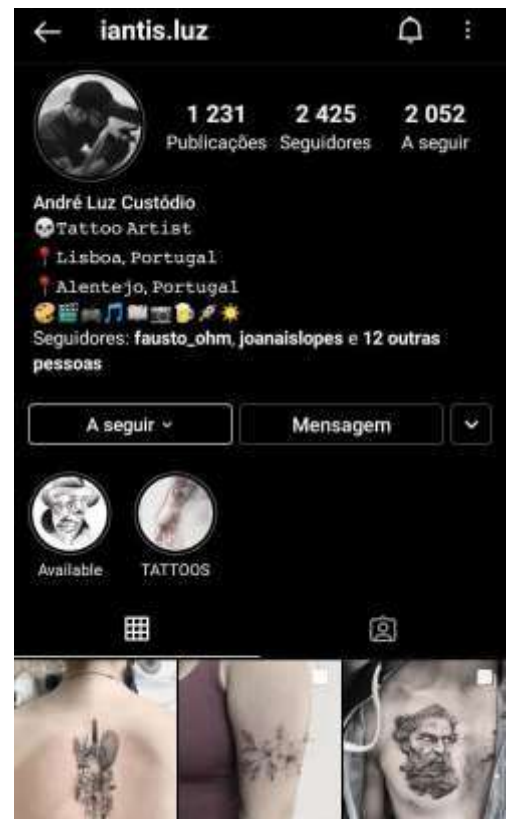 iantis.luz
1 231 2 425 2 052
Publicações Seguidores A seguir
André Luz Custódio
💀Tattoo Artist
📍Lisboa, Portugal
📍Alentejo, Portugal
Seguidores: fausto_ohm, joanaislopes e 12 outras
pessoas
A seguir Mensagem
Available TATTOOS